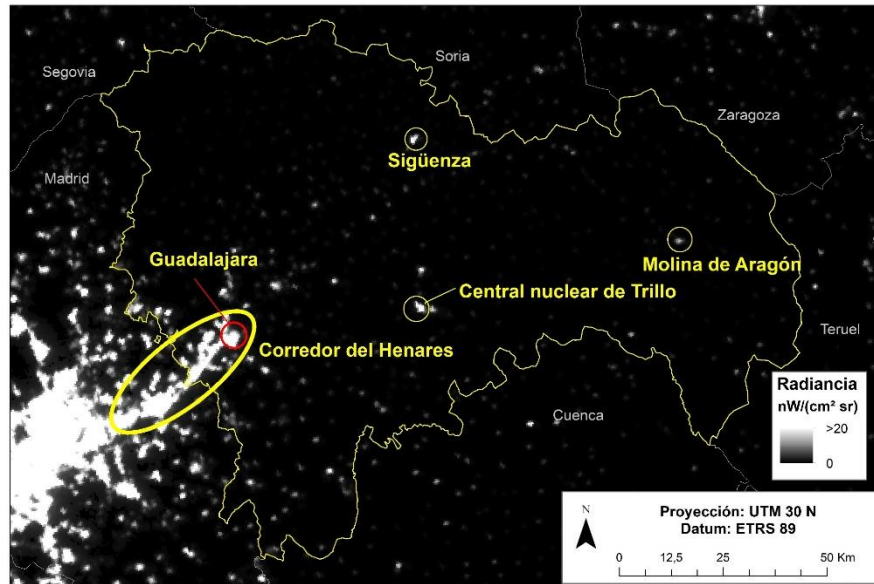 Segovia
Soria
Zaragoza
Madrid
Sigüenza
Guadalajara
Molina de Aragón
Central nuclear de Trillo
Corredor del Henares
Teruel
Cuenca
Radiancia
nW/(cm² sr)
>20
0
N
Proyección: UTM 30 N
Datum: ETRS 89
0 12,5 25 50 Km